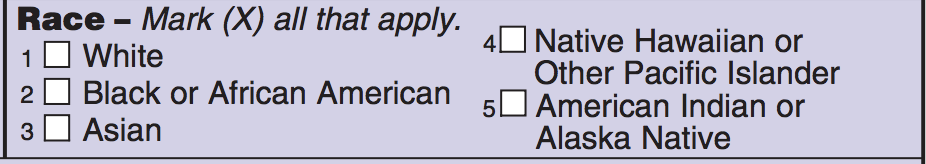 Race – Mark (X) all that apply.
1 White
2 Black or African American
3 Asian
4 Native Hawaiian or
Other Pacific Islander
5 American Indian or
Alaska Native